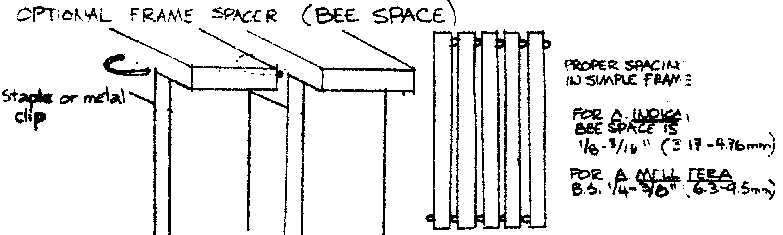 OPTIONAL FRAME SPACER (BEE SPACE)
Staple or metal
clip
PROPER SPACIN
IN SIMPLE FRAME
FOR A. INDICA,
BEE SPACE IS
1/8-3/16" (3 17-4.76mm)
FOR A MELLIFERA
B.S. 1/4-3/8" 6.3-9.5mm)